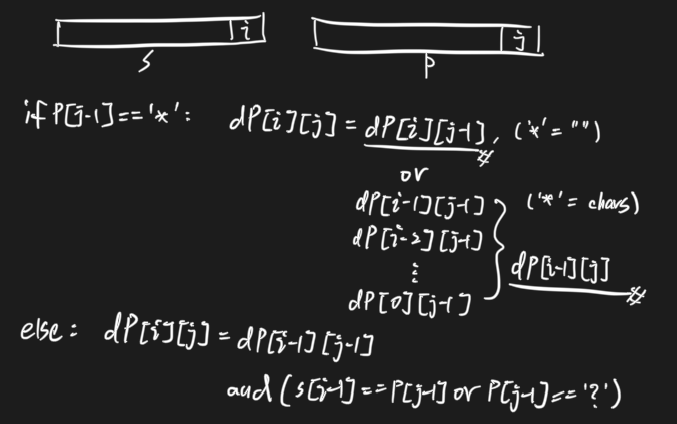 i j
S P
if P[j-1]=='*': dP[i][j] = dP[i][j-1], ('*' = "")
or
dP[i-1][j-1] ('*' = chars)
dP[i-2][j-1]
⋮ dP[i-1][j]
dP[0][j-1]
else: dP[i][j] = dP[i-1][j-1]
and (s[j-1]==P[j-1] or P[j-1]=='?')